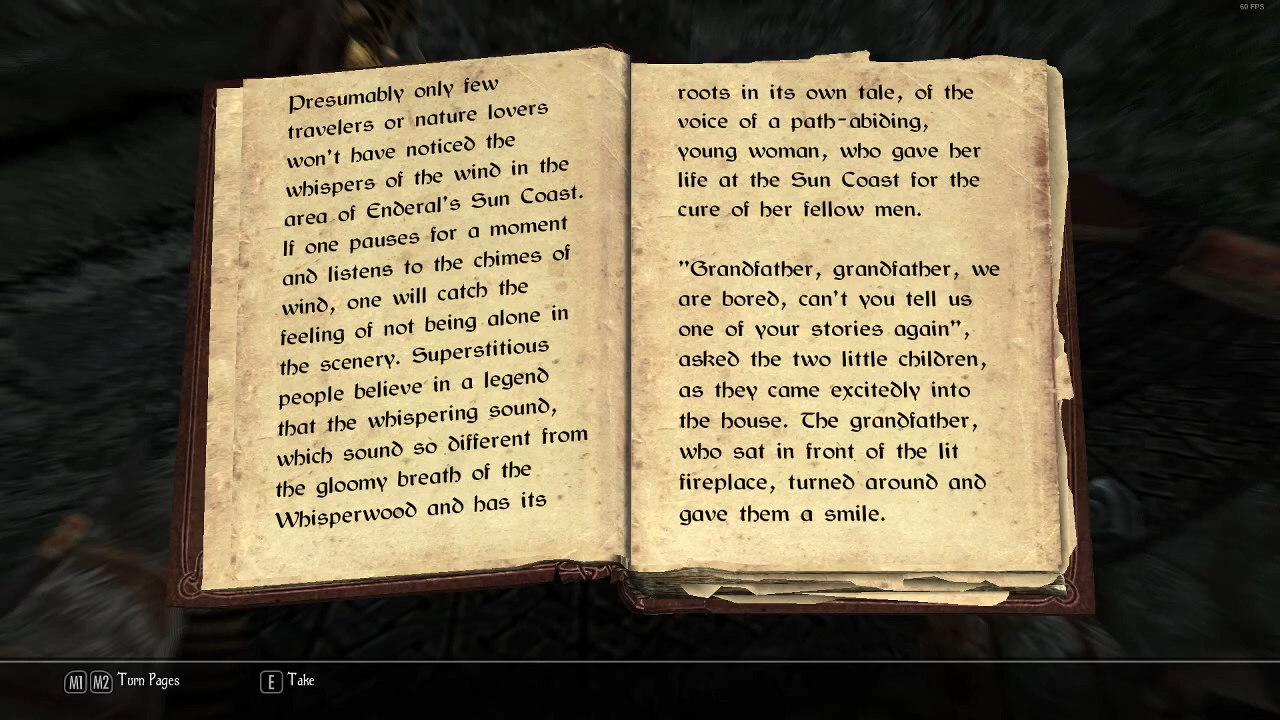 60 FPS
Presumably only few
travelers or nature lovers
won't have noticed the
whispers of the wind in the
area of Enderal's Sun Coast.
If one pauses for a moment
and listens to the chimes of
wind, one will catch the
feeling of not being alone in
the scenery. Superstitious
people believe in a legend
that the whispering sound,
which sound so different from
the gloomy breath of the
Whisperwood and has its
roots in its own tale, of the
voice of a path-abiding,
young woman, who gave her
life at the Sun Coast for the
cure of her fellow men.
"Grandfather, grandfather, we
are bored, can't you tell us
one of your stories again",
asked the two little children,
as they came excitedly into
the house. The grandfather,
who sat in front of the lit
fireplace, turned around and
gave them a smile.
M1 M2 Turn Pages
E Take